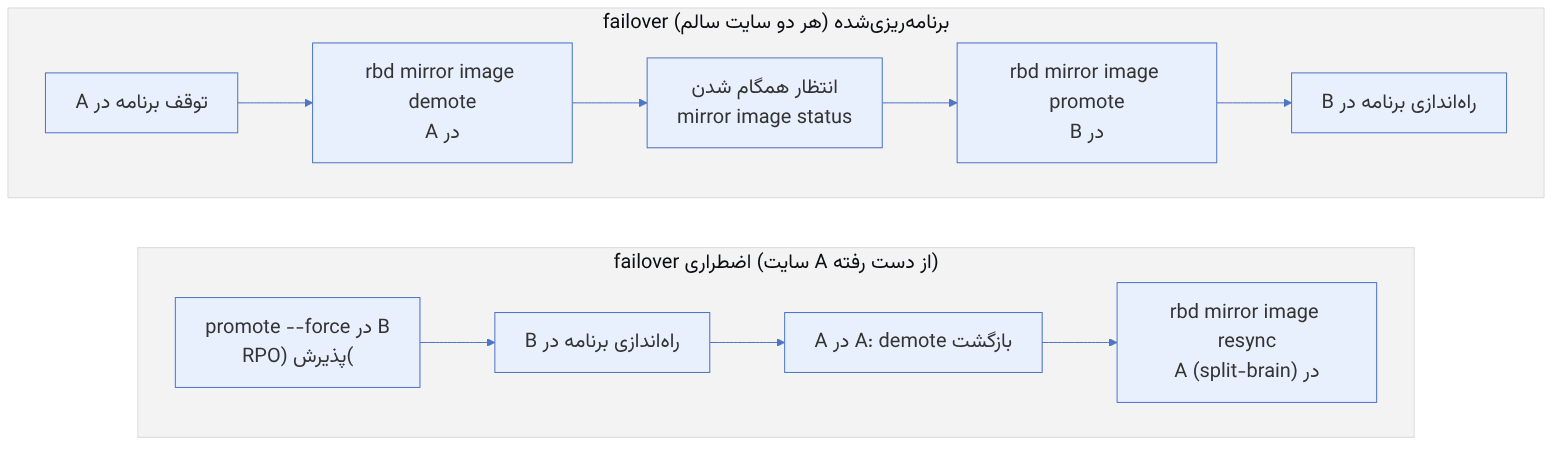 failover برنامه‌ریزی‌شده (هر دو سایت سالم)
توقف برنامه در A
rbd mirror image
demote
در A
انتظار همگام شدن
mirror image status
rbd mirror image
promote
در B
راه‌اندازی برنامه در B
failover اضطراری (سایت A از دست رفته)
promote --force در B
(پذیرش RPO)
راه‌اندازی برنامه در B
بازگشت A: demote در A
rbd mirror image
resync
در A (split-brain)